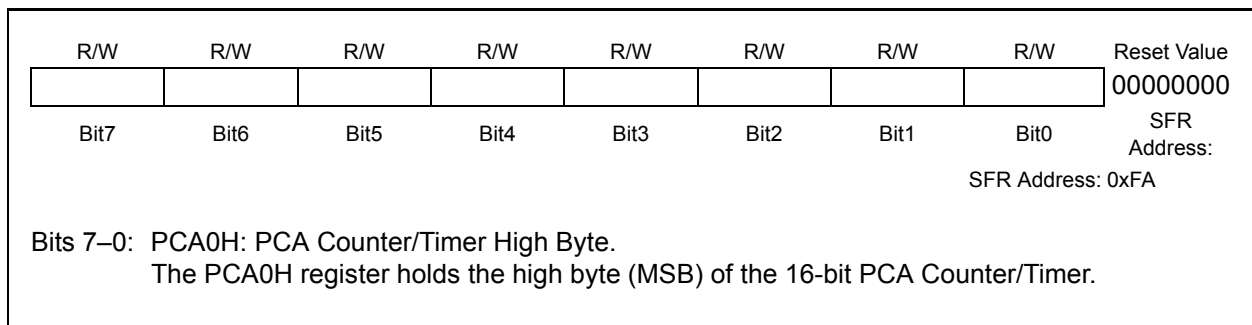 R/W R/W R/W R/W R/W R/W R/W R/W Reset Value
00000000
Bit7 Bit6 Bit5 Bit4 Bit3 Bit2 Bit1 Bit0 SFR
Address:
SFR Address: 0xFA
Bits 7–0: PCA0H: PCA Counter/Timer High Byte.
The PCA0H register holds the high byte (MSB) of the 16-bit PCA Counter/Timer.